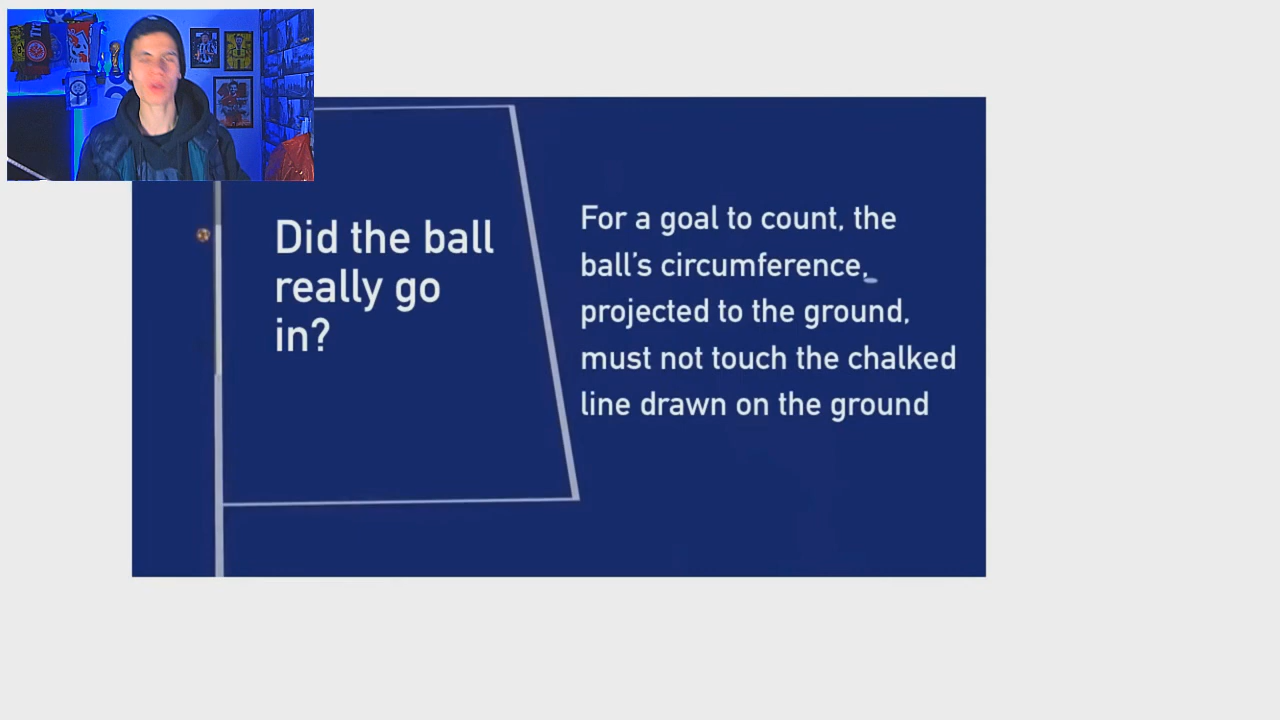 Did the ball
really go
in?
For a goal to count, the
ball's circumference,
projected to the ground,
must not touch the chalked
line drawn on the ground